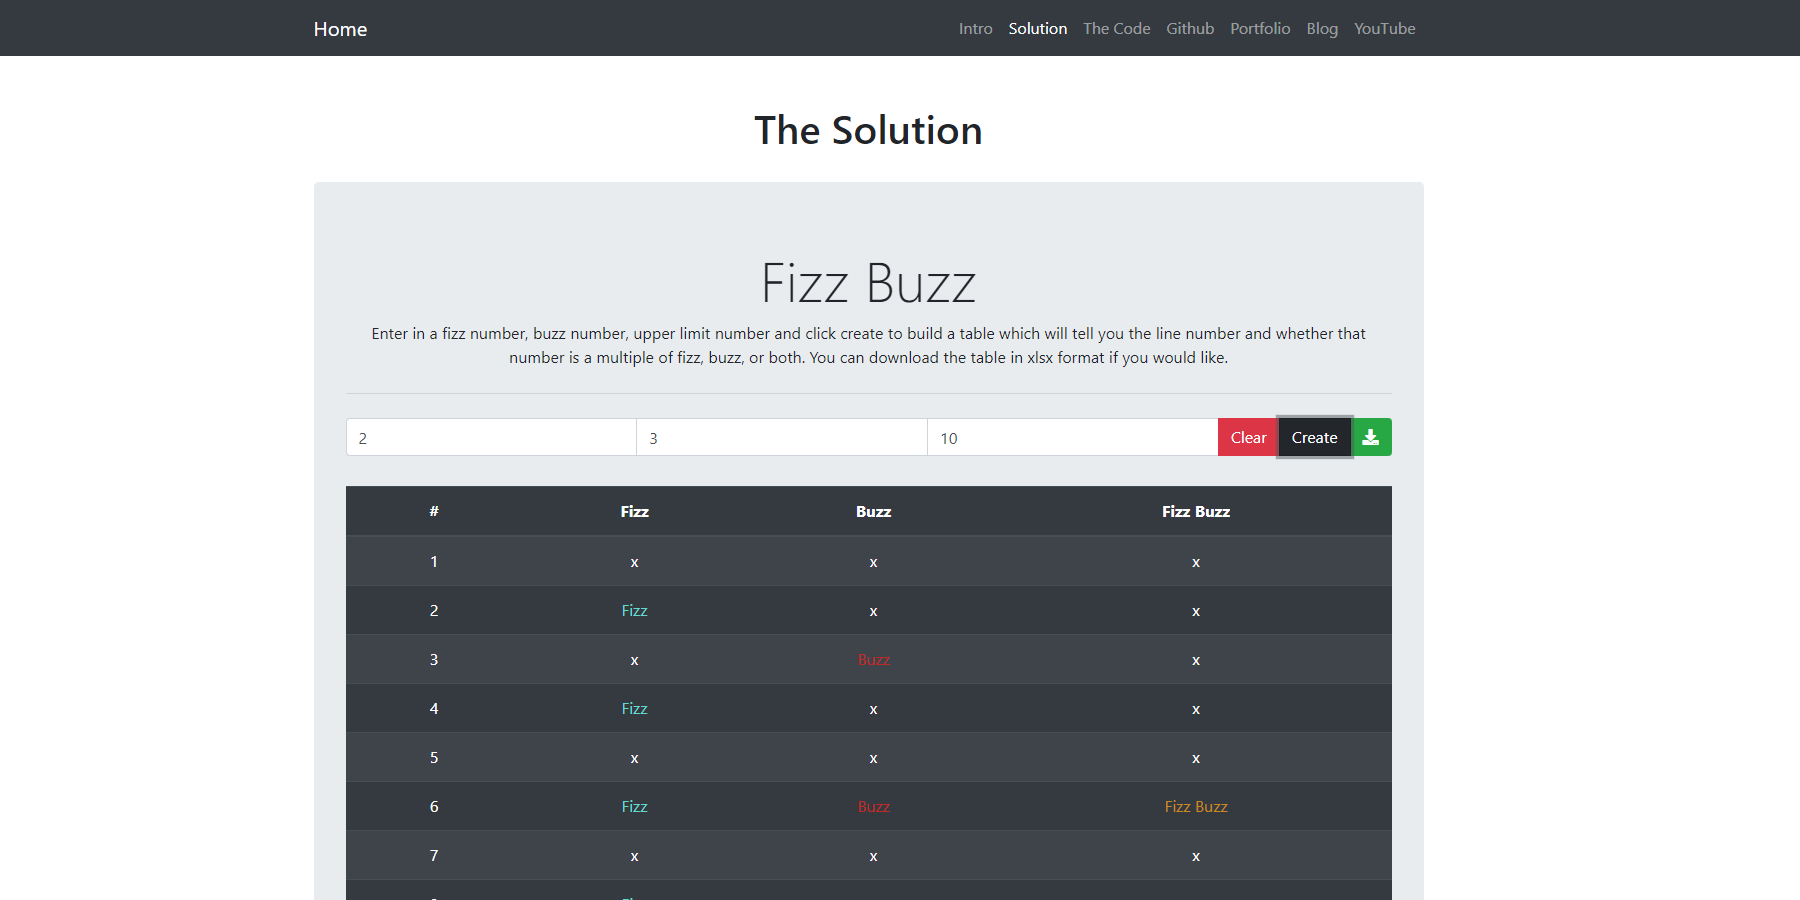 Home Intro Solution The Code Github Portfolio Blog YouTube
The Solution
Fizz Buzz
Enter in a fizz number, buzz number, upper limit number and click create to build a table which will tell you the line number and whether that
number is a multiple of fizz, buzz, or both. You can download the table in xlsx format if you would like.
2 3 10 Clear Create
# Fizz Buzz Fizz Buzz
1 x x x
2 Fizz x x
3 x Buzz x
4 Fizz x x
5 x x x
6 Fizz Buzz Fizz Buzz
7 x x x